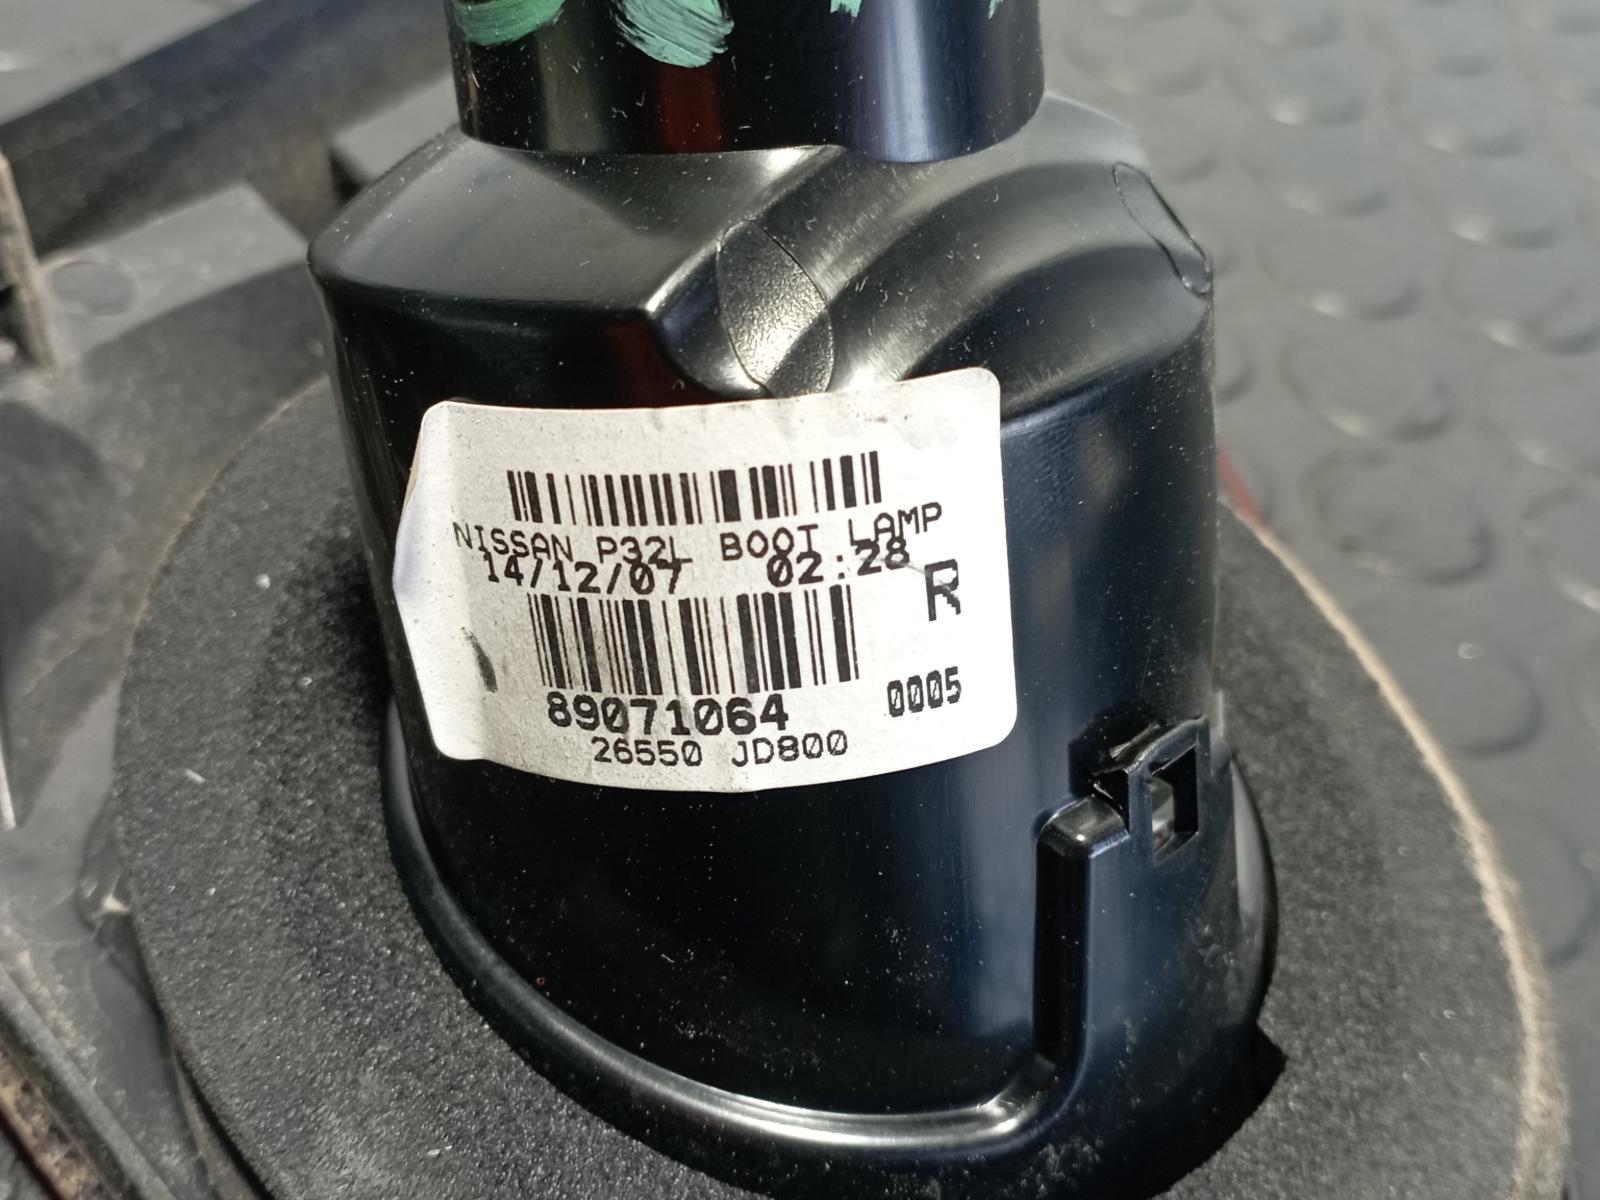 NISSAN P32L BOOT LAMP
14/12/07 02:28
R
89071064 0005
26550 JD800